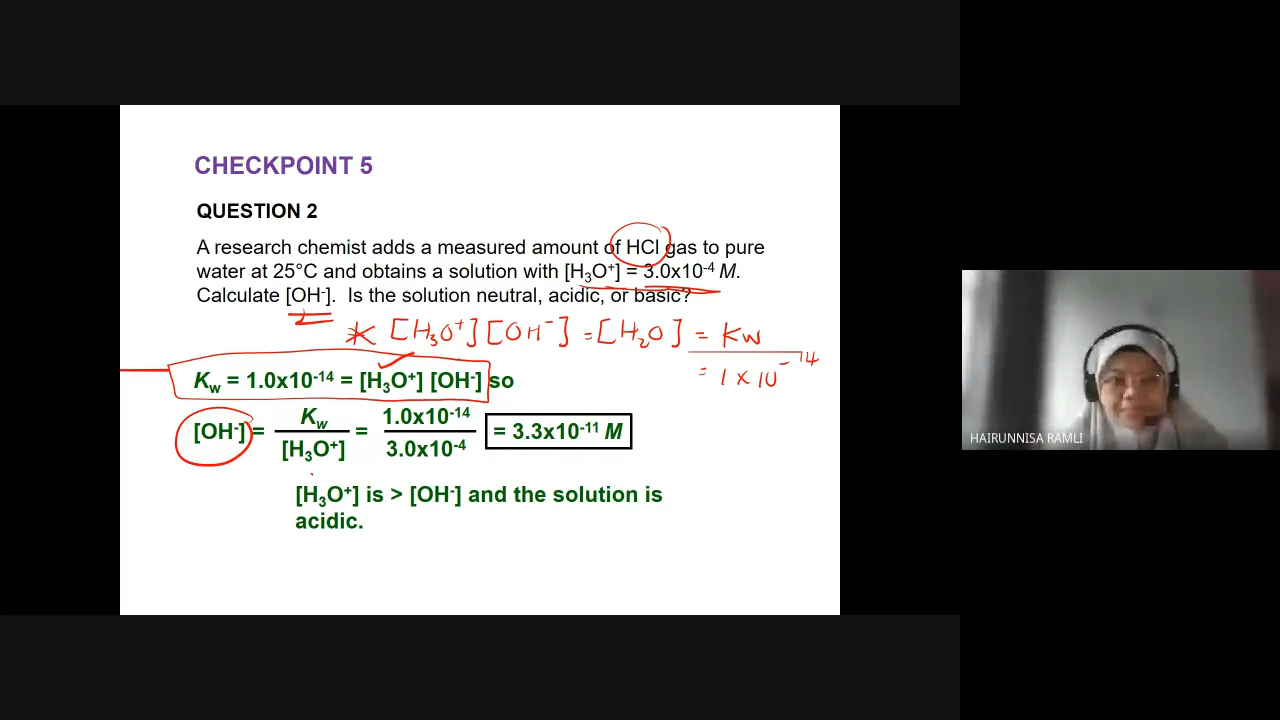 CHECKPOINT 5
QUESTION 2
A research chemist adds a measured amount of HCl gas to pure
water at 25°C and obtains a solution with [H₃O⁺] = 3.0x10⁻⁴ M.
Calculate [OH⁻]. Is the solution neutral, acidic, or basic?
* [H₃O⁺][OH⁻] = [H₂O] = Kw
= 1 x 10⁻¹⁴
Kw = 1.0x10⁻¹⁴ = [H₃O⁺] [OH⁻] so
[OH⁻] = Kw / [H₃O⁺] = 1.0x10⁻¹⁴ / 3.0x10⁻⁴ = 3.3x10⁻¹¹ M
[H₃O⁺] is > [OH⁻] and the solution is
acidic.
HAIRUNNISA RAMLI